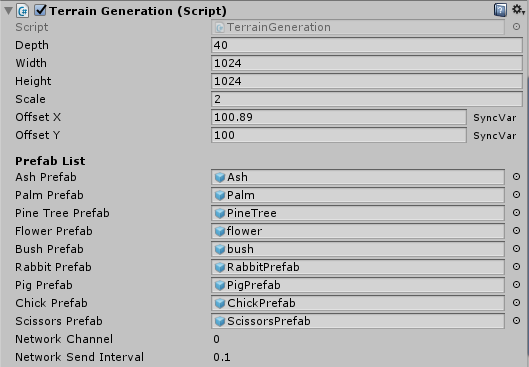 Terrain Generation (Script)
Script TerrainGeneration
Depth 40
Width 1024
Height 1024
Scale 2
Offset X 100.89 SyncVar
Offset Y 100 SyncVar
Prefab List
Ash Prefab Ash
Palm Prefab Palm
Pine Tree Prefab PineTree
Flower Prefab flower
Bush Prefab bush
Rabbit Prefab RabbitPrefab
Pig Prefab PigPrefab
Chick Prefab ChickPrefab
Scissors Prefab ScissorsPrefab
Network Channel 0
Network Send Interval 0.1